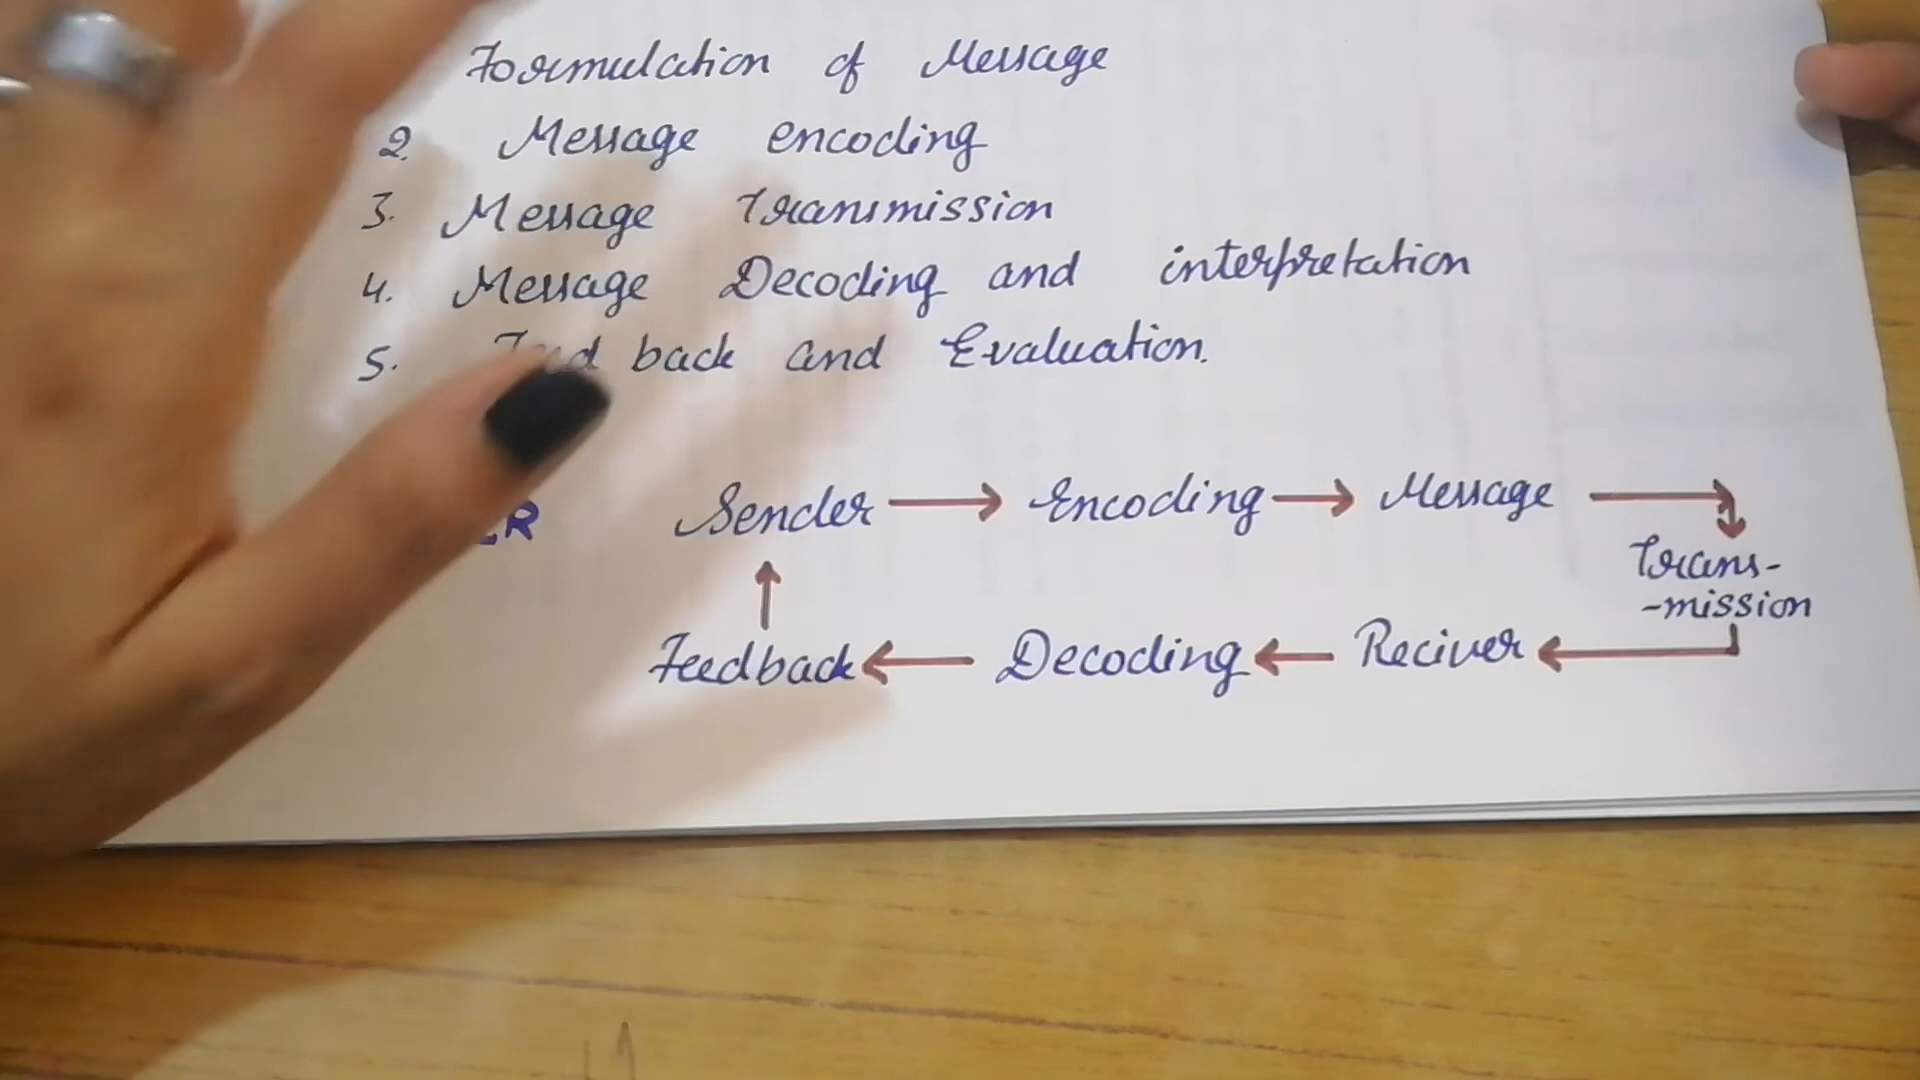 Formulation of Message
2. Message encoding
3. Message Transmission
4. Message Decoding and interpretation
5. Feed back and Evaluation.
Sender → Encoding → Message →
Trans-
-mission
Feedback ← Decoding ← Reciver ←